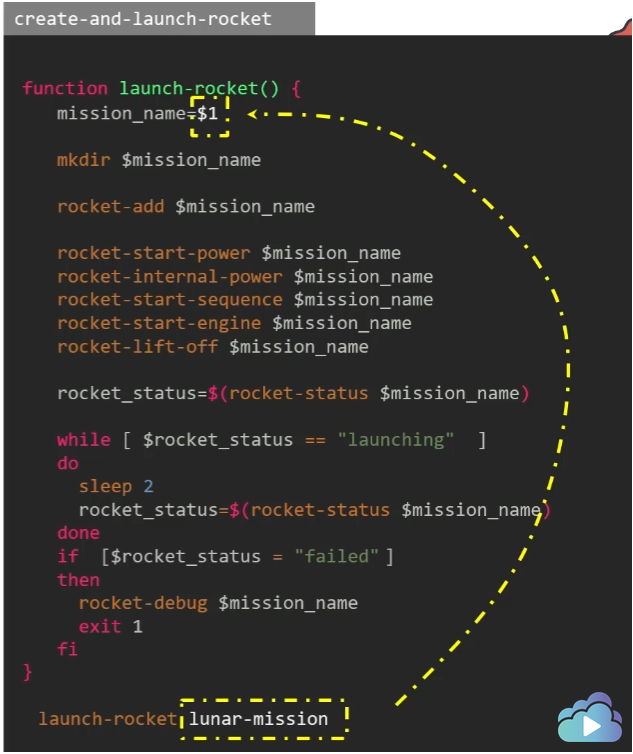 create-and-launch-rocket
function launch-rocket() {
mission_name=$1
mkdir $mission_name
rocket-add $mission_name
rocket-start-power $mission_name
rocket-internal-power $mission_name
rocket-start-sequence $mission_name
rocket-start-engine $mission_name
rocket-lift-off $mission_name
rocket_status=$(rocket-status $mission_name)
while [ $rocket_status == "launching"  ]
do
sleep 2
rocket_status=$(rocket-status $mission_name)
done
if  [$rocket_status = "failed" ]
then
rocket-debug $mission_name
exit 1
fi
}
launch-rocket lunar-mission